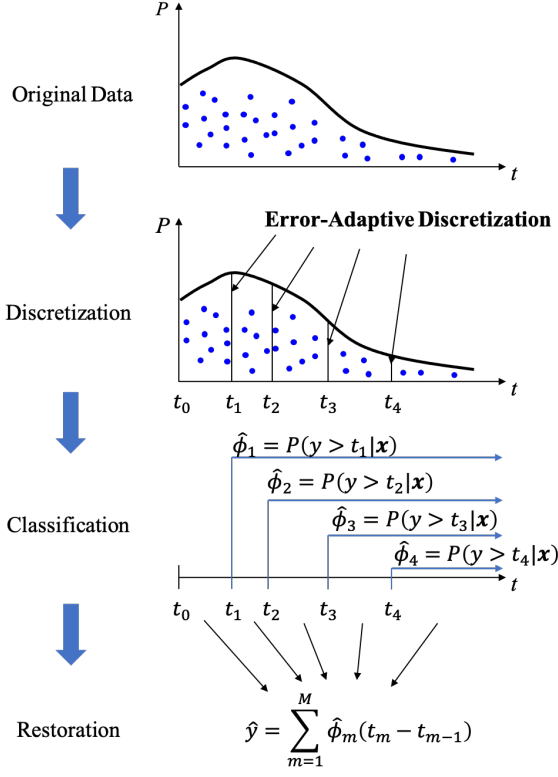 P
Original Data
t
P
Error-Adaptive Discretization
Discretization
t
t₀ t₁ t₂ t₃ t₄
ϕ̂₁ = P(y > t₁|𝒙)
ϕ̂₂ = P(y > t₂|𝒙)
Classification
ϕ̂₃ = P(y > t₃|𝒙)
ϕ̂₄ = P(y > t₄|𝒙)
t
t₀ t₁ t₂ t₃ t₄
Restoration
ŷ = ∑_{m=1}^{M} ϕ̂ₘ(tₘ − tₘ₋₁)